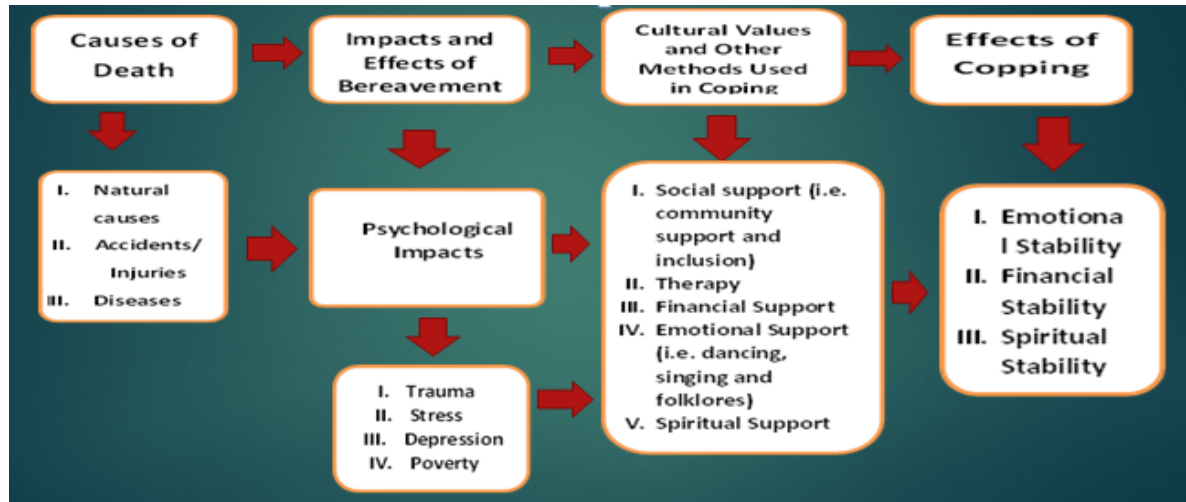 Causes of
Death
Impacts and
Effects of
Bereavement
Cultural Values
and Other
Methods Used
in Coping
Effects of
Copping
I. Natural
causes
II. Accidents/
Injuries
III. Diseases
Psychological
Impacts
I. Trauma
II. Stress
III. Depression
IV. Poverty
I. Social support (i.e.
community
support and
inclusion)
II. Therapy
III. Financial Support
IV. Emotional Support
(i.e. dancing,
singing and
folklores)
V. Spiritual Support
I. Emotiona
l Stability
II. Financial
Stability
III. Spiritual
Stability